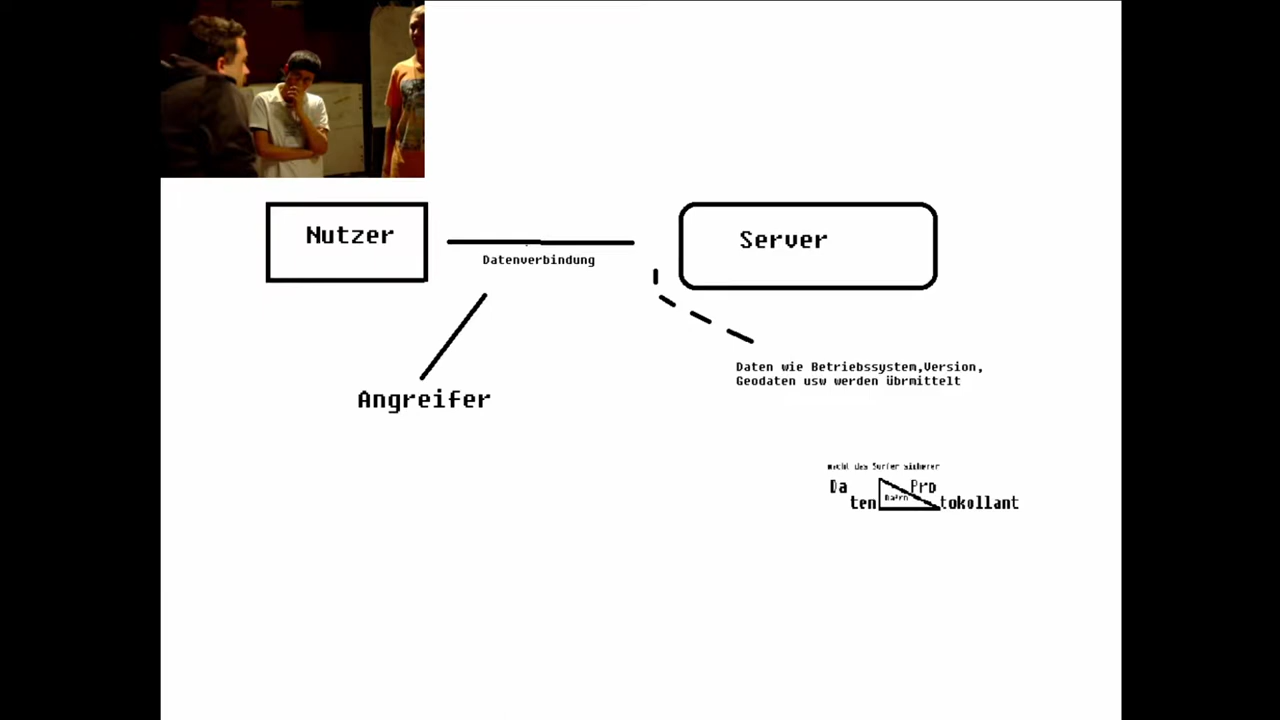 Nutzer
Server
Datenverbindung
Daten wie Betriebssystem,Version,
Geodaten usw werden übrmittelt
Angreifer
macht das Surfer sicherer
Da Pro
ten tokollant